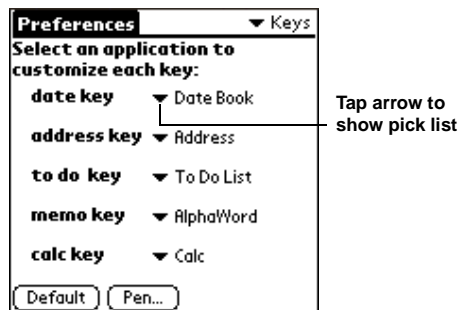 Preferences ▼ Keys
Select an application to
customize each key:
date key ▼ Date Book
address key ▼ Address
to do key ▼ To Do List
memo key ▼ AlphaWord
calc key ▼ Calc
Default Pen...
Tap arrow to
show pick list